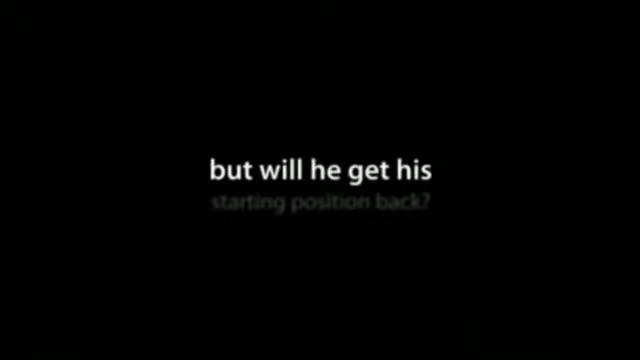 but will he get his
starting position back?